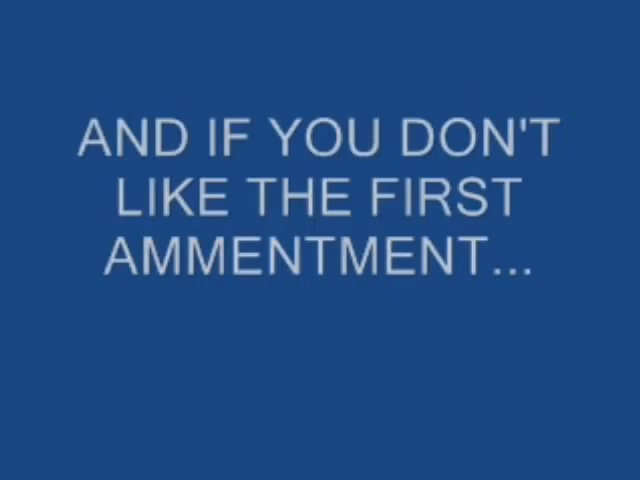 AND IF YOU DON'T
LIKE THE FIRST
AMMENTMENT...